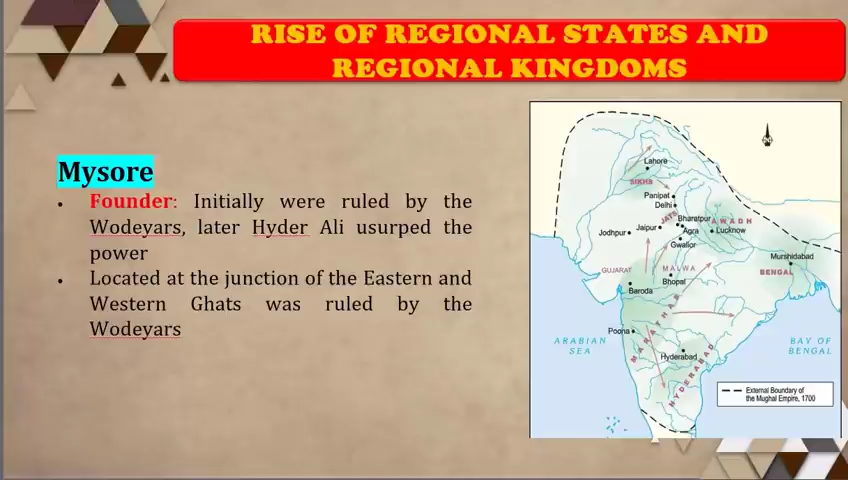 RISE OF REGIONAL STATES AND
REGIONAL KINGDOMS
Mysore
• Founder: Initially were ruled by the
Wodeyars, later Hyder Ali usurped the
power
• Located at the junction of the Eastern and
Western Ghats was ruled by the
Wodeyars
N
Lahore
SIKHS
Panipat
Delhi
JATS
Bharatpur
AWADH
Jodhpur
Jaipur
Agra
Lucknow
Gwalior
Murshidabad
GUJARAT
MALWA
BENGAL
Bhopal
Baroda
MARATHAS
Poona
ARABIAN
SEA
BAY OF
BENGAL
Hyderabad
HYDERABAD
External Boundary of
the Mughal Empire, 1700